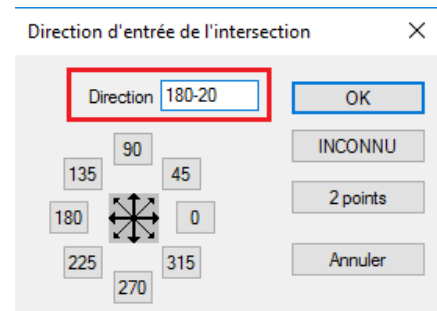 Direction d'entrée de l'intersection
Direction 180-20
OK
90
INCONNU
135 45
2 points
180 0
225 315
Annuler
270